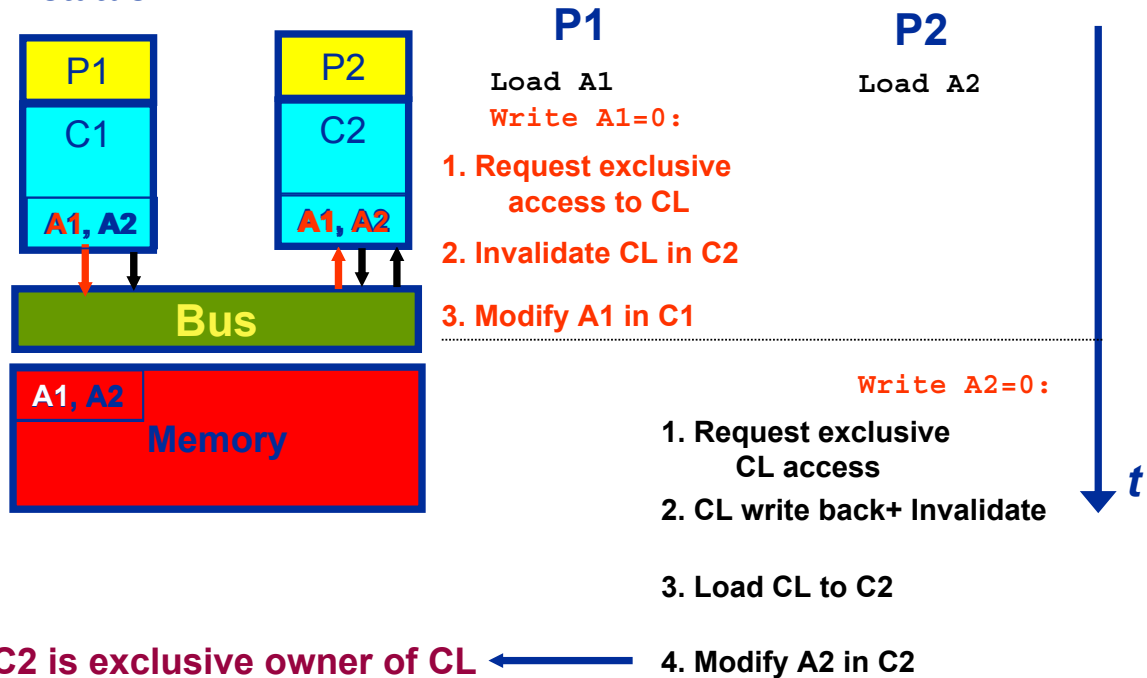 P1
P2
P1
P2
Load A1
Load A2
Write A1=0:
C1
C2
1. Request exclusive
access to CL
A1, A2
A1, A2
2. Invalidate CL in C2
Bus
3. Modify A1 in C1
Write A2=0:
A1, A2
Memory
1. Request exclusive
CL access
t
2. CL write back+ Invalidate
3. Load CL to C2
C2 is exclusive owner of CL
4. Modify A2 in C2